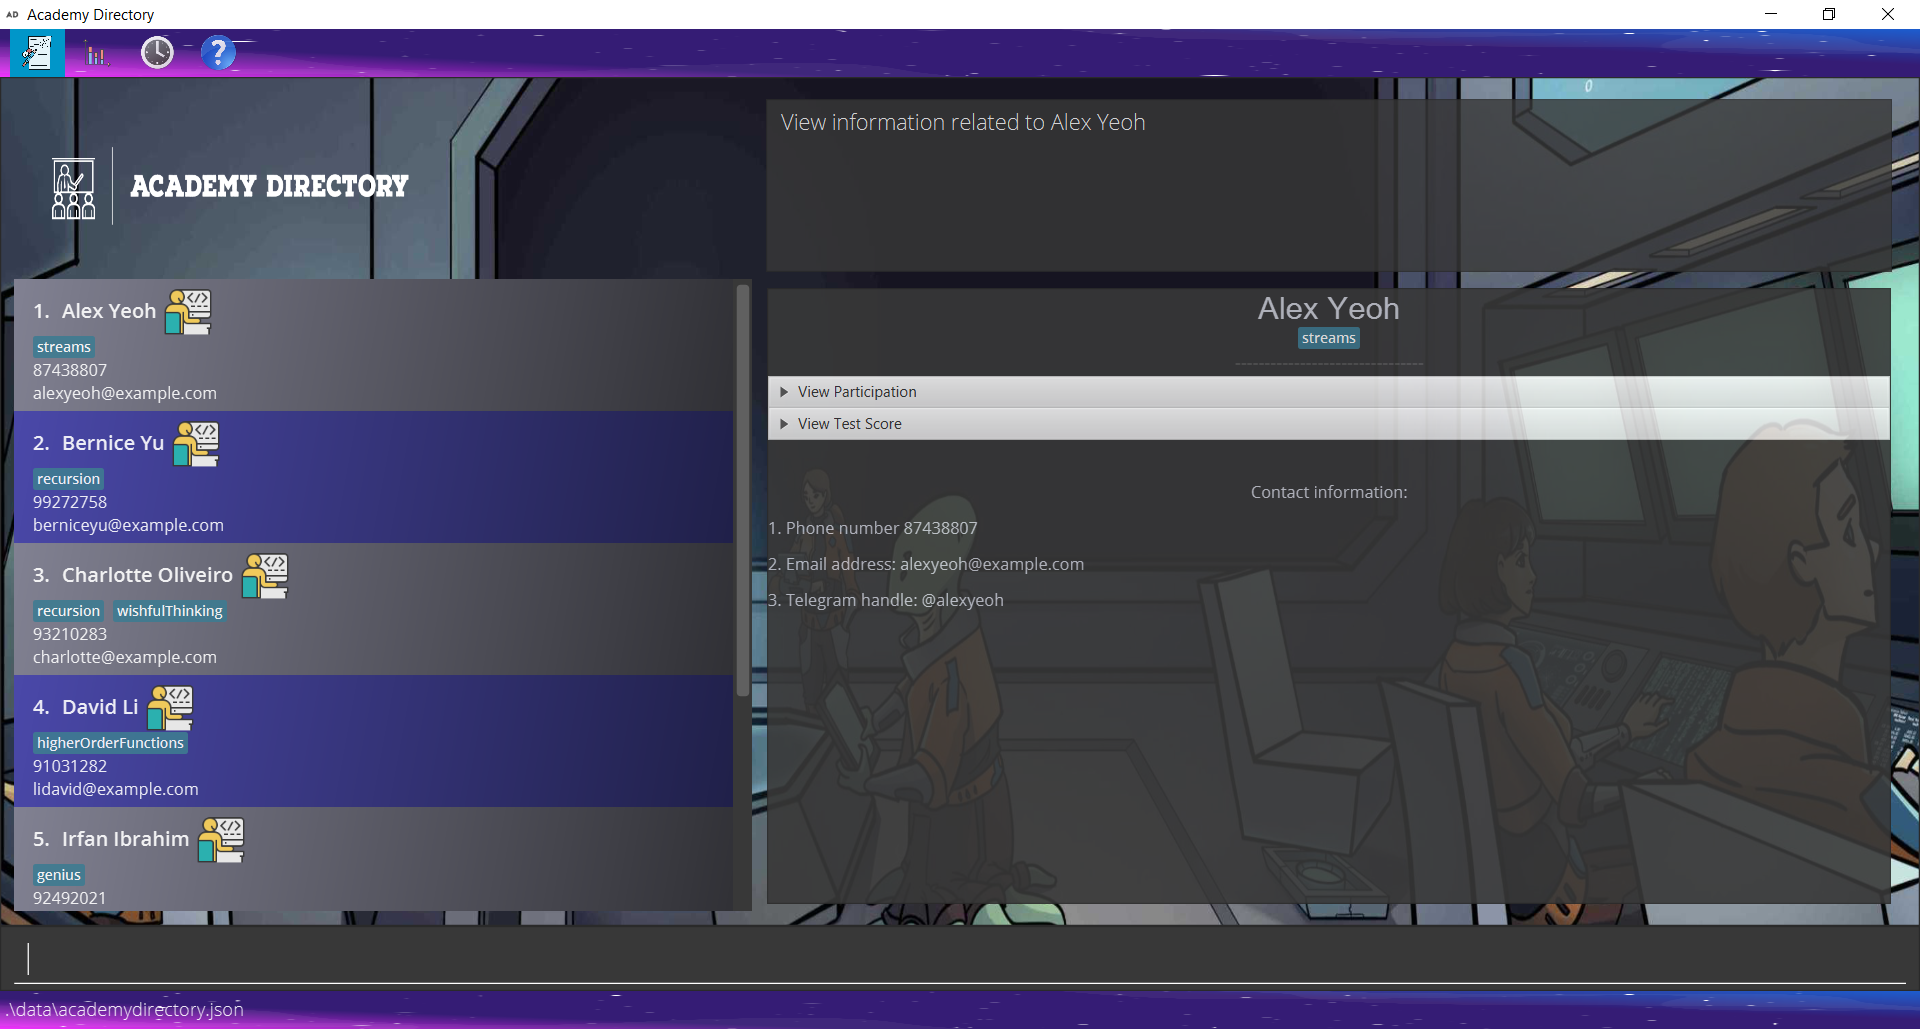 AD Academy Directory
?
0
ACADEMY DIRECTORY
View information related to Alex Yeoh
1. Alex Yeoh
streams
87438807
alexyeoh@example.com
2. Bernice Yu
recursion
99272758
berniceyu@example.com
3. Charlotte Oliveiro
recursion wishfulThinking
93210283
charlotte@example.com
4. David Li
higherOrderFunctions
91031282
lidavid@example.com
5. Irfan Ibrahim
genius
92492021
Alex Yeoh
streams
--------------------------------
View Participation
View Test Score
Contact information:
1. Phone number 87438807
2. Email address: alexyeoh@example.com
3. Telegram handle: @alexyeoh
.\data\academydirectory.json